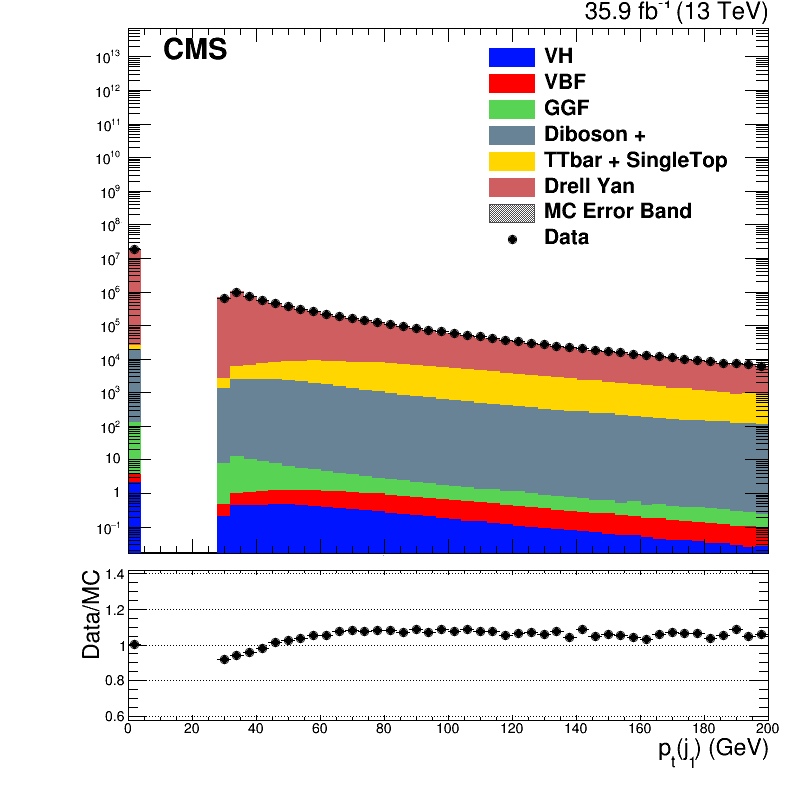 35.9 fb⁻¹ (13 TeV)
CMS
VH
VBF
GGF
Diboson +
TTbar + SingleTop
Drell Yan
MC Error Band
Data
10¹³
10¹²
10¹¹
10¹⁰
10⁹
10⁸
10⁷
10⁶
10⁵
10⁴
10³
10²
10
1
10⁻¹
Data/MC
1.4
1.2
1
0.8
0.6
0 20 40 60 80 100 120 140 160 180 200
p_t(j_1) (GeV)